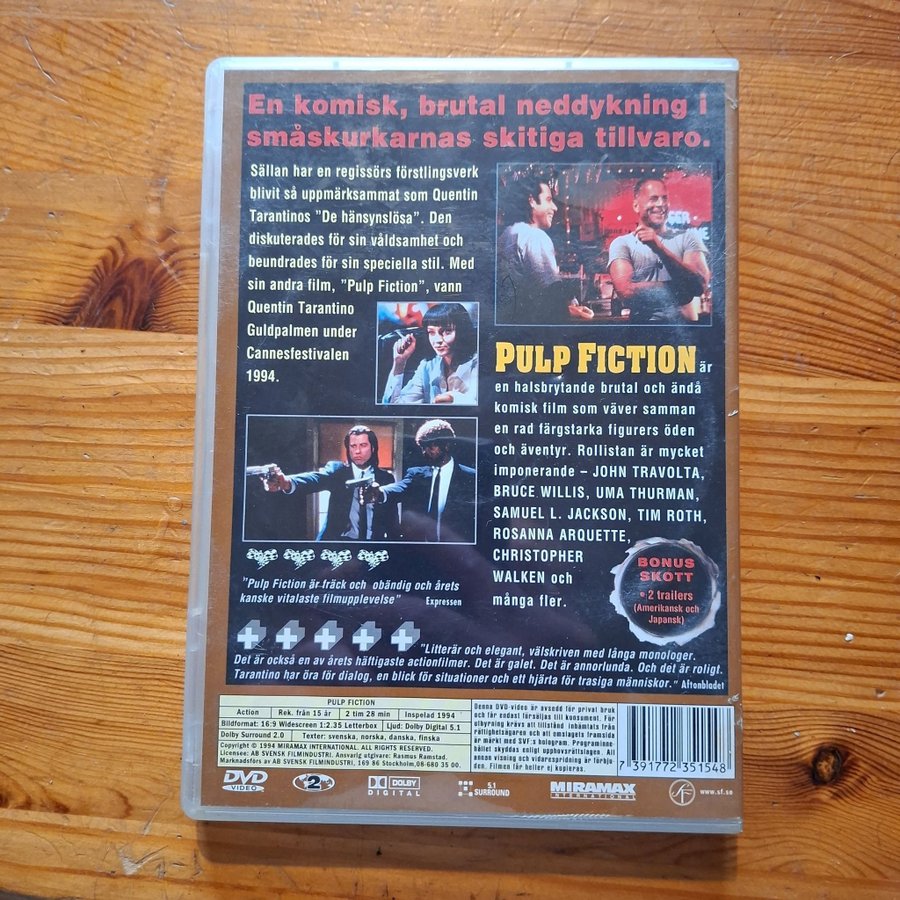 En komisk, brutal neddykning i
småskurkarnas skitiga tillvaro.
Sällan har en regissörs förstlingsverk
blivit så uppmärksammat som Quentin
Tarantinos "De hänsynslösa". Den
diskuterades för sin våldsamhet och
beundrades för sin speciella stil. Med
sin andra film, "Pulp Fiction", vann
Quentin Tarantino
Guldpalmen under
Cannesfestivalen
1994.
PULP FICTION är
en halsbrytande brutal och ändå
komisk film som väver samman
en rad färgstarka figurers öden
och äventyr. Rollistan är mycket
imponerande – JOHN TRAVOLTA,
BRUCE WILLIS, UMA THURMAN,
SAMUEL L. JACKSON, TIM ROTH,
ROSANNA ARQUETTE,
CHRISTOPHER
WALKEN och
många fler.
BONUS
SKOTT
• 2 trailers
(Amerikansk och
Japansk)
"Pulp Fiction är fräck och obändig och årets
kanske vitalaste filmupplevelse" Expressen
"Litterär och elegant, välskriven med långa monologer.
Det är också en av årets häftigaste actionfilmer. Det är galet. Det är annorlunda. Och det är roligt.
Tarantino har öra för dialog, en blick för situationer och ett hjärta för trasiga människor." Aftonbladet
PULP FICTION
Action Rek. från 15 år 2 tim 28 min Inspelad 1994
Bildformat: 16:9 Widescreen 1:2.35 Letterbox Ljud: Dolby Digital 5.1
Dolby Surround 2.0 Texter: svenska, norska, danska, finska
Copyright © 1994 MIRAMAX INTERNATIONAL. ALL RIGHTS RESERVED.
Licensee: AB SVENSK FILMINDUSTRI. Ansvarig utgivare: Rasmus Ramstad.
Marknadsförs av AB SVENSK FILMINDUSTRI, 169 86 Stockholm, 08-680 35 00.
Denna DVD-video är avsedd för privat bruk
och får endast försäljas till konsument. För
uthyrning krävs att tillstånd inhämtats från
rättighetsägaren och att omslagets framsida
är märkt med SVF:s hologram. Programinne-
hållet skyddas enligt upphovsrättslagen. All
annan visning och vidarespridning är förbju-
den. Filmen får heller ej kopieras.
7 391772 351548
DVD
VIDEO
2
DOLBY
DIGITAL
5.1
SURROUND
MIRAMAX
INTERNATIONAL
SF
www.sf.se